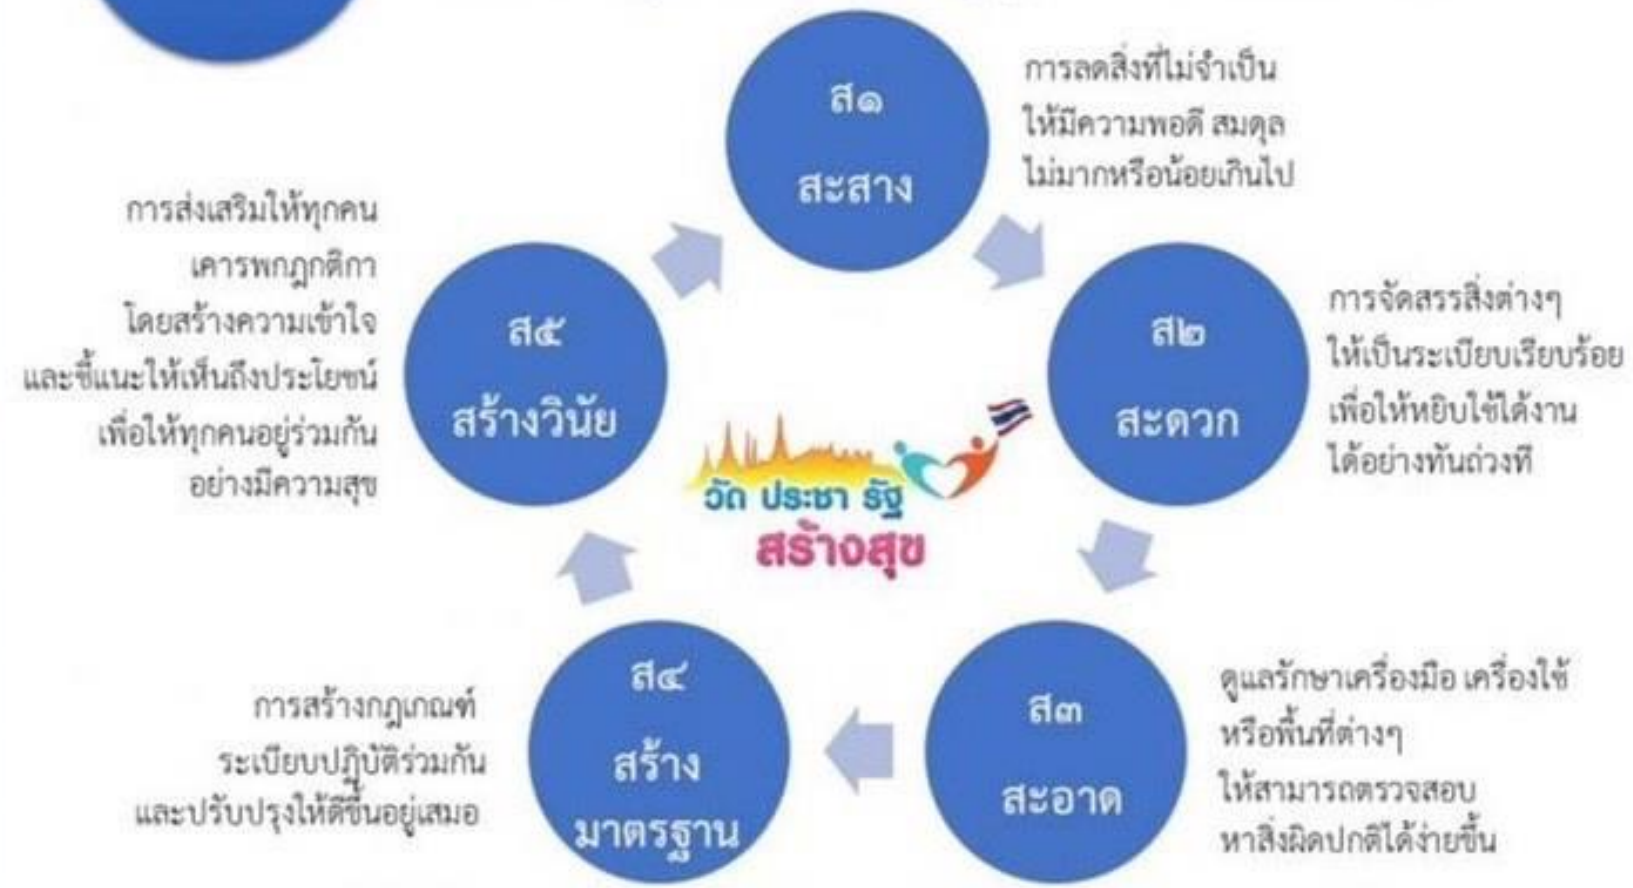 ส๑
สะสาง
การลดสิ่งที่ไม่จำเป็น
ให้มีความพอดี สมดุล
ไม่มากหรือน้อยเกินไป
ส๒
สะดวก
การจัดสรรสิ่งต่างๆ
ให้เป็นระเบียบเรียบร้อย
เพื่อให้หยิบใช้ได้งาน
ได้อย่างทันถ่วงที
ส๓
สะอาด
ดูแลรักษาเครื่องมือ เครื่องใช้
หรือพื้นที่ต่างๆ
ให้สามารถตรวจสอบ
หาสิ่งผิดปกติได้ง่ายขึ้น
ส๔
สร้าง
มาตรฐาน
การสร้างกฎเกณฑ์
ระเบียบปฏิบัติร่วมกัน
และปรับปรุงให้ดีขึ้นอยู่เสมอ
ส๕
สร้างวินัย
การส่งเสริมให้ทุกคน
เคารพกฎกติกา
โดยสร้างความเข้าใจ
และชี้แนะให้เห็นถึงประโยชน์
เพื่อให้ทุกคนอยู่ร่วมกัน
อย่างมีความสุข
วัด ประชา รัฐ
สร้างสุข